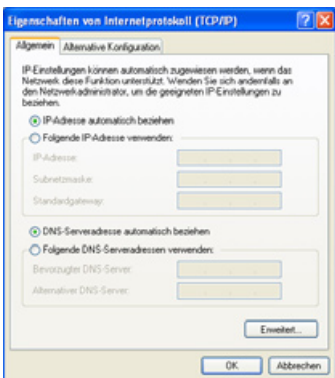 Eigenschaften von Internetprotokoll (TCP/IP)
Allgemein
Alternative Konfiguration
IP-Einstellungen können automatisch zugewiesen werden, wenn das
Netzwerk diese Funktion unterstützt. Wenden Sie sich andernfalls an
den Netzwerkadministrator, um die geeigneten IP-Einstellungen zu
beziehen.
IP-Adresse automatisch beziehen
Folgende IP-Adresse verwenden:
IP-Adresse:
Subnetzmaske:
Standardgateway:
DNS-Serveradresse automatisch beziehen
Folgende DNS-Serveradressen verwenden:
Bevorzugter DNS-Server:
Alternativer DNS-Server:
Erweitert...
OK
Abbrechen